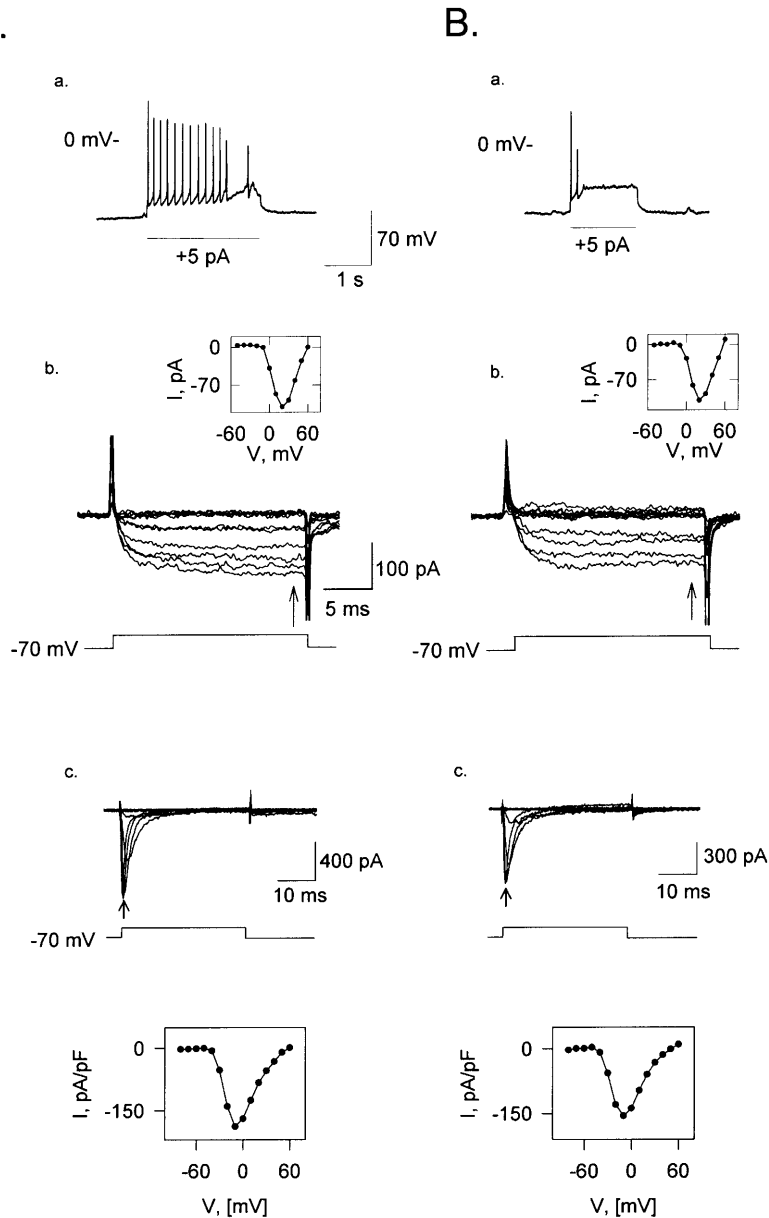 .
B.
a.
0 mV-
+5 pA
70 mV
1 s
a.
0 mV-
+5 pA
b.
I, pA
0
-70
-60 0 60
V, mV
100 pA
5 ms
-70 mV
b.
I, pA
0
-70
-60 0 60
V, mV
-70 mV
c.
400 pA
10 ms
-70 mV
c.
300 pA
10 ms
I, pA/pF
0
-150
-60 0 60
V, [mV]
I, pA/pF
0
-150
-60 0 60
V, [mV]